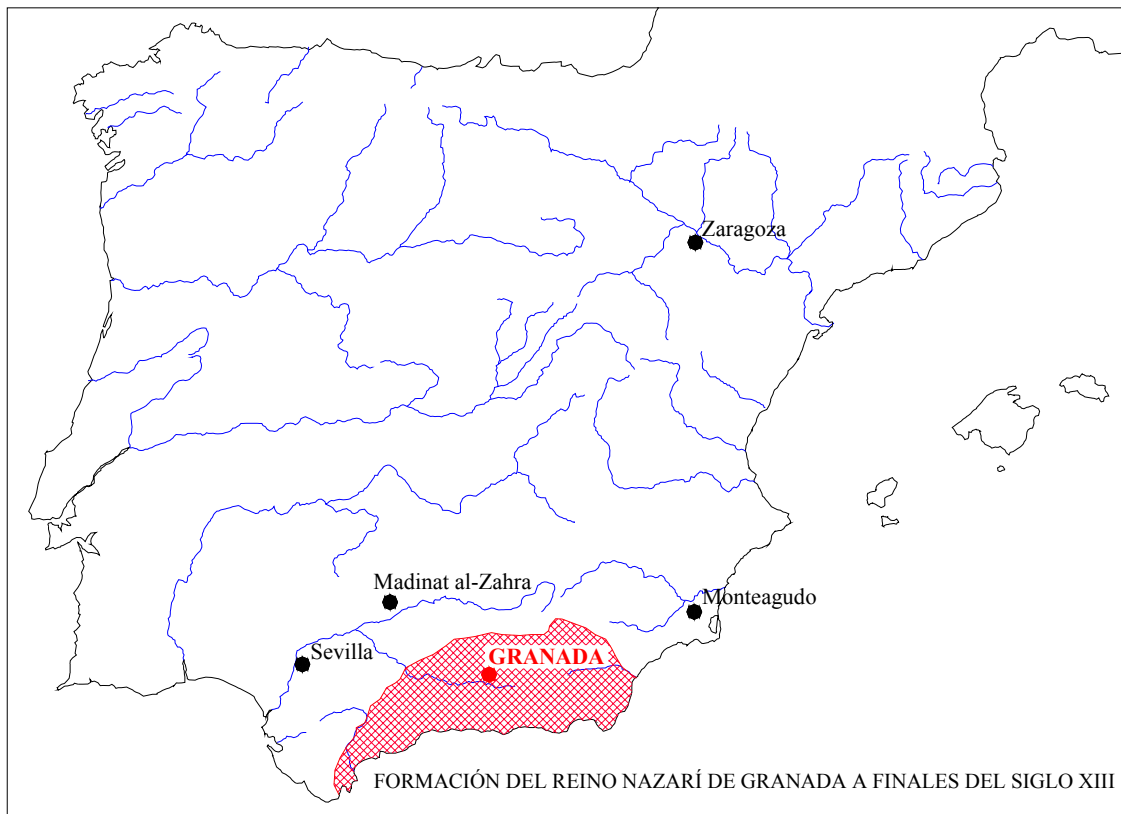 Zaragoza
Madinat al-Zahra
Monteagudo
Sevilla
GRANADA
FORMACIÓN DEL REINO NAZARÍ DE GRANADA A FINALES DEL SIGLO XIII